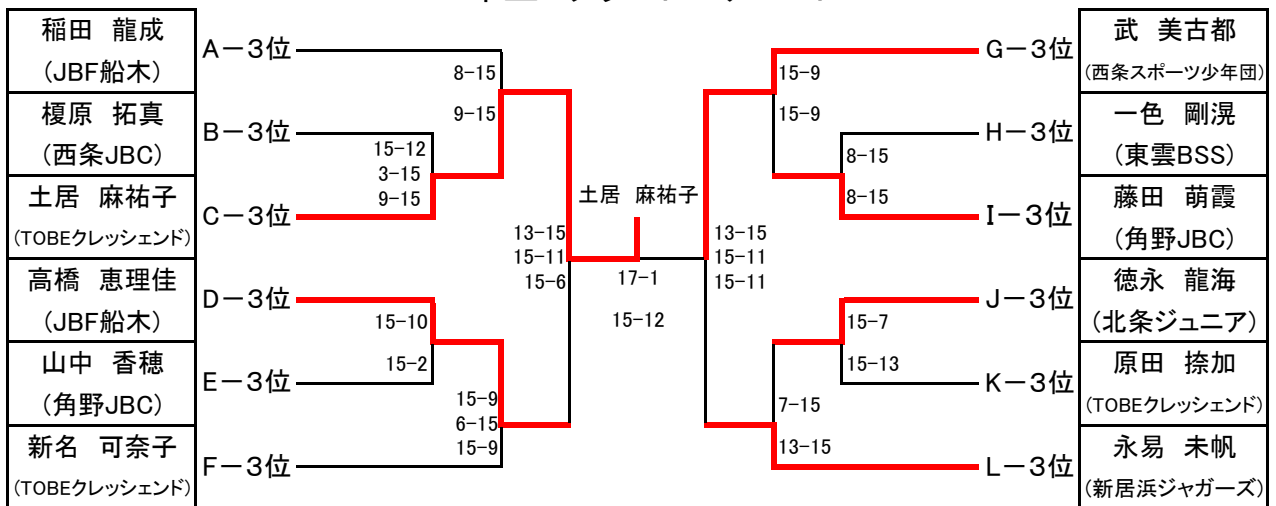 稲田 龍成
(JBF船木)
榎原 拓真
(西条JBC)
土居 麻祐子
(TOBEクレッシェンド)
高橋 恵理佳
(JBF船木)
山中 香穂
(角野JBC)
新名 可奈子
(TOBEクレッシェンド)
A-3位
B-3位
C-3位
D-3位
E-3位
F-3位
8-15
9-15
15-12
3-15
9-15
15-10
15-2
15-9
6-15
15-9
13-15
15-11
15-6
土居 麻祐子
17-1
15-12
13-15
15-11
15-11
15-9
15-9
8-15
8-15
15-7
15-13
7-15
13-15
G-3位
H-3位
I-3位
J-3位
K-3位
L-3位
武 美古都
(西条スポーツ少年団)
一色 剛滉
(東雲BSS)
藤田 萌霞
(角野JBC)
徳永 龍海
(北条ジュニア)
原田 捺加
(TOBEクレッシェンド)
永易 未帆
(新居浜ジャガーズ)